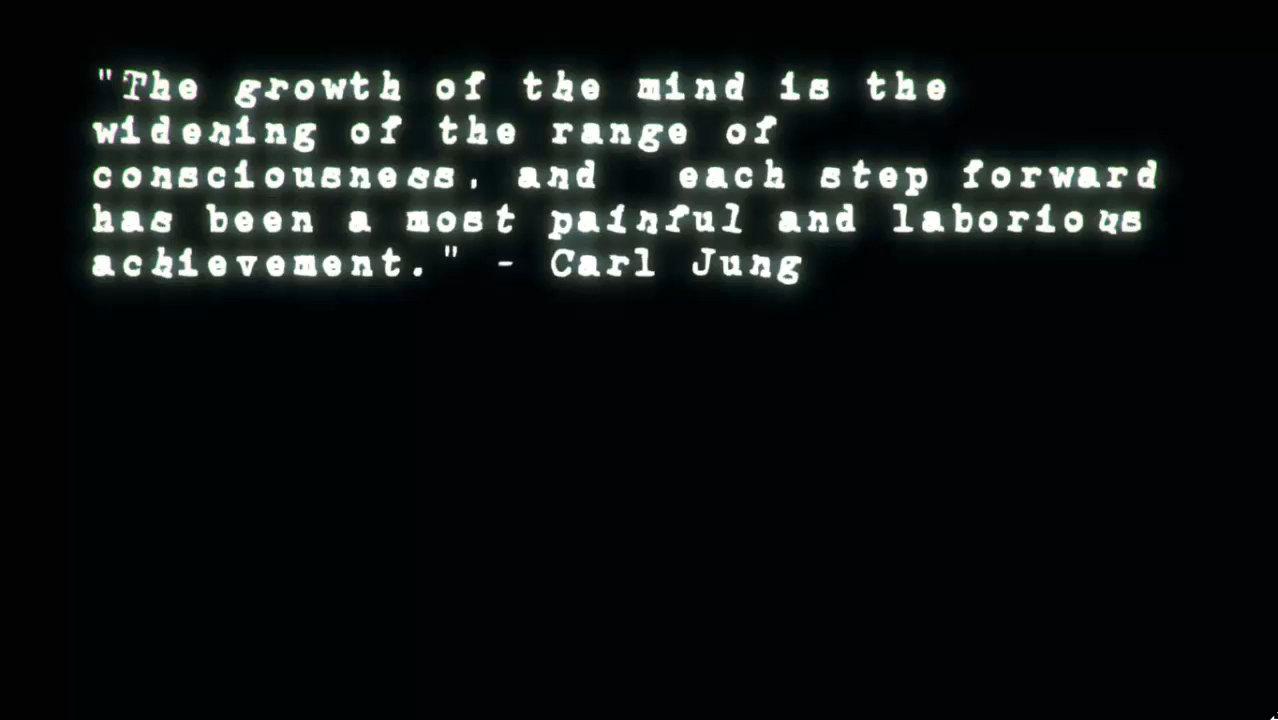 "The growth of the mind is the
widening of the range of
consciousness, and  each step forward
has been a most painful and laborious
achievement." - Carl Jung